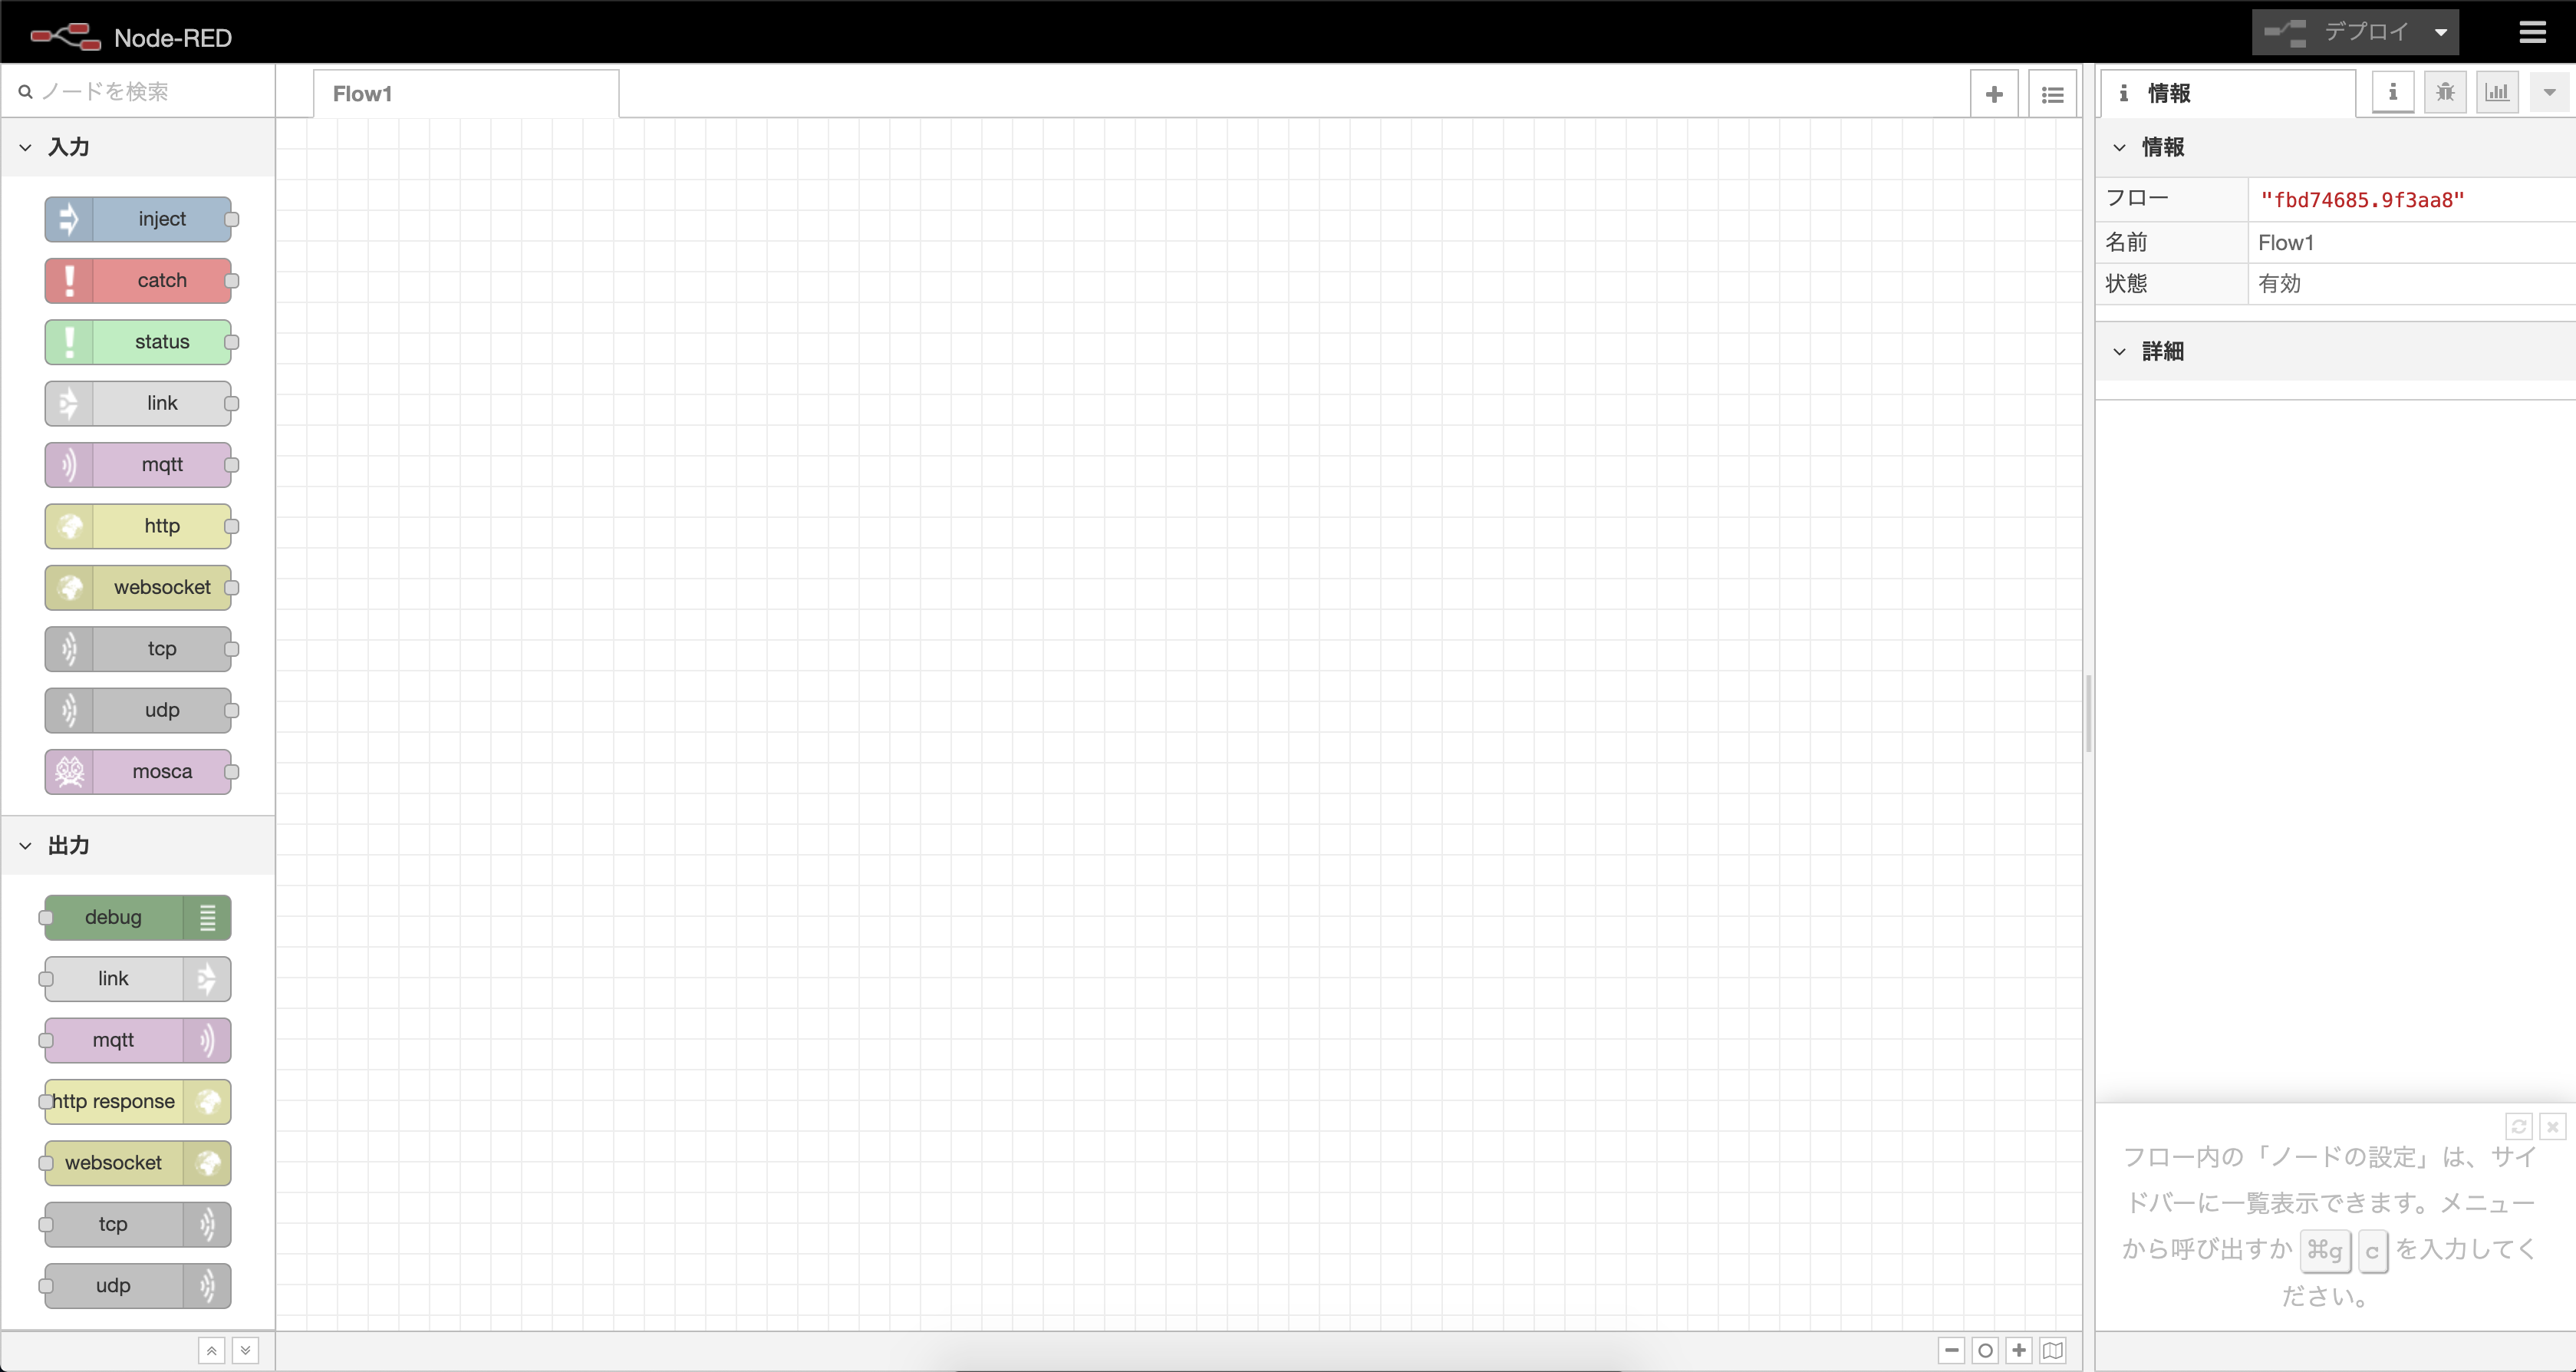 Node-RED
デプロイ
ノードを検索
Flow1
情報
入力
inject
catch
status
link
mqtt
http
websocket
tcp
udp
mosca
出力
debug
link
mqtt
http response
websocket
tcp
udp
情報
フロー "fbd74685.9f3aa8"
名前 Flow1
状態 有効
詳細
フロー内の「ノードの設定」は、サイ
ドバーに一覧表示できます。メニュー
から呼び出すか ⌘g c を入力してく
ださい。